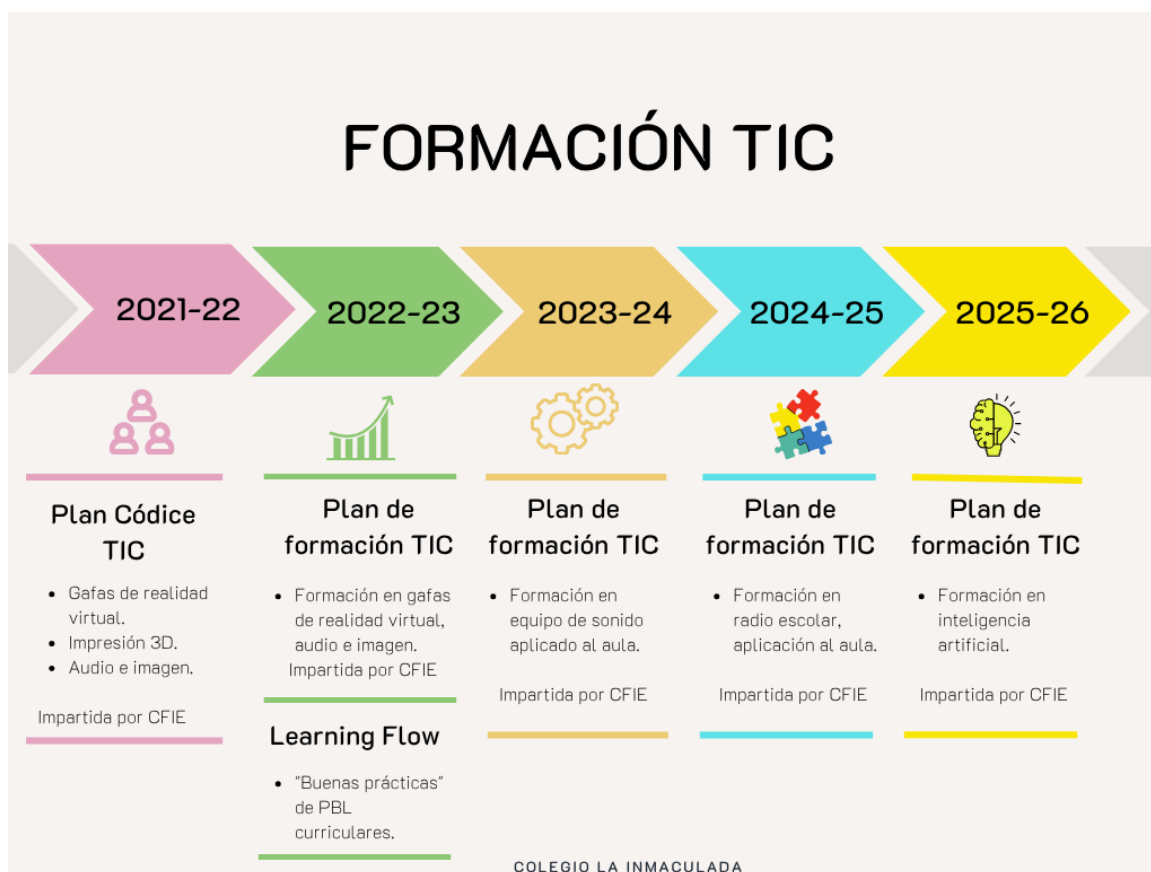 FORMACIÓN TIC
2021-22
2022-23
2023-24
2024-25
2025-26
Plan Códice
TIC
• Gafas de realidad
virtual.
• Impresión 3D.
• Audio e imagen.
Impartida por CFIE
Plan de
formación TIC
• Formación en gafas
de realidad virtual,
audio e imagen.
Impartida por CFIE
Learning Flow
• "Buenas prácticas"
de PBL
curriculares.
Plan de
formación TIC
• Formación en
equipo de sonido
aplicado al aula.
Impartida por CFIE
Plan de
formación TIC
• Formación en
radio escolar,
aplicación al aula.
Impartida por CFIE
Plan de
formación TIC
• Formación en
inteligencia
artificial.
Impartida por CFIE
COLEGIO LA INMACULADA